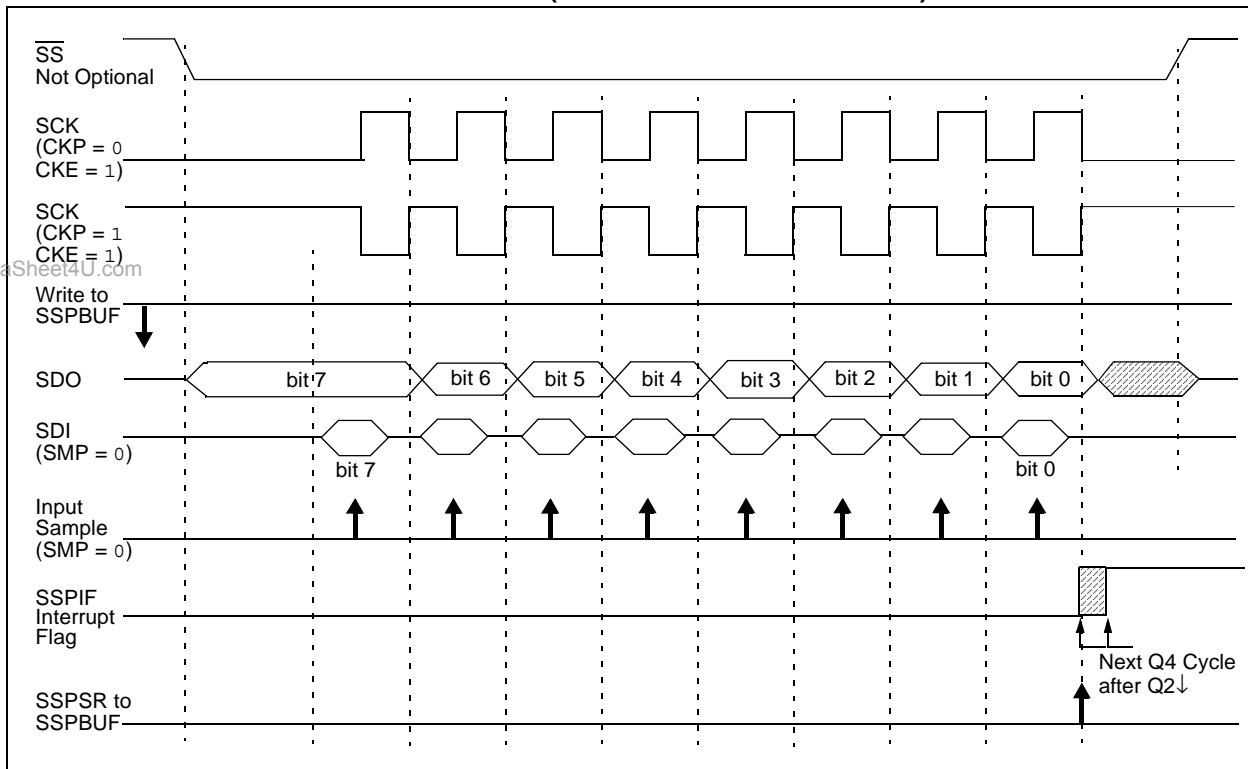 SS
Not Optional
SCK
(CKP = 0
CKE = 1)
SCK
(CKP = 1
CKE = 1)
aSheet4U.com
Write to
SSPBUF
SDO
bit 7
bit 6
bit 5
bit 4
bit 3
bit 2
bit 1
bit 0
SDI
(SMP = 0)
bit 7
bit 0
Input
Sample
(SMP = 0)
SSPIF
Interrupt
Flag
Next Q4 Cycle
after Q2↓
SSPSR to
SSPBUF